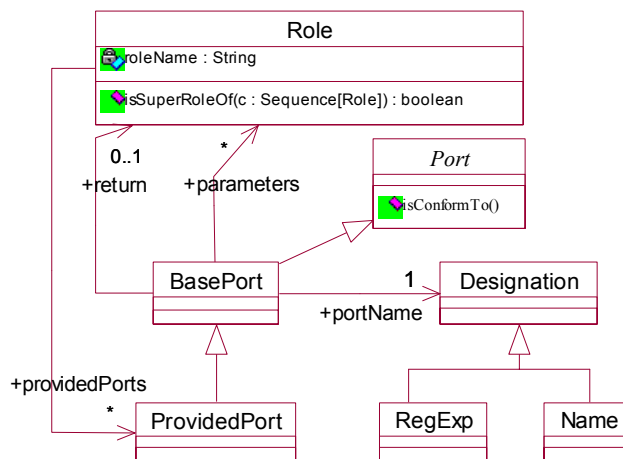 Role
roleName : String
isSuperRoleOf(c : Sequence[Role]) : boolean
0..1
+return
*
+parameters
Port
isConformTo()
BasePort
1
+portName
Designation
+providedPorts
*
ProvidedPort
RegExp
Name